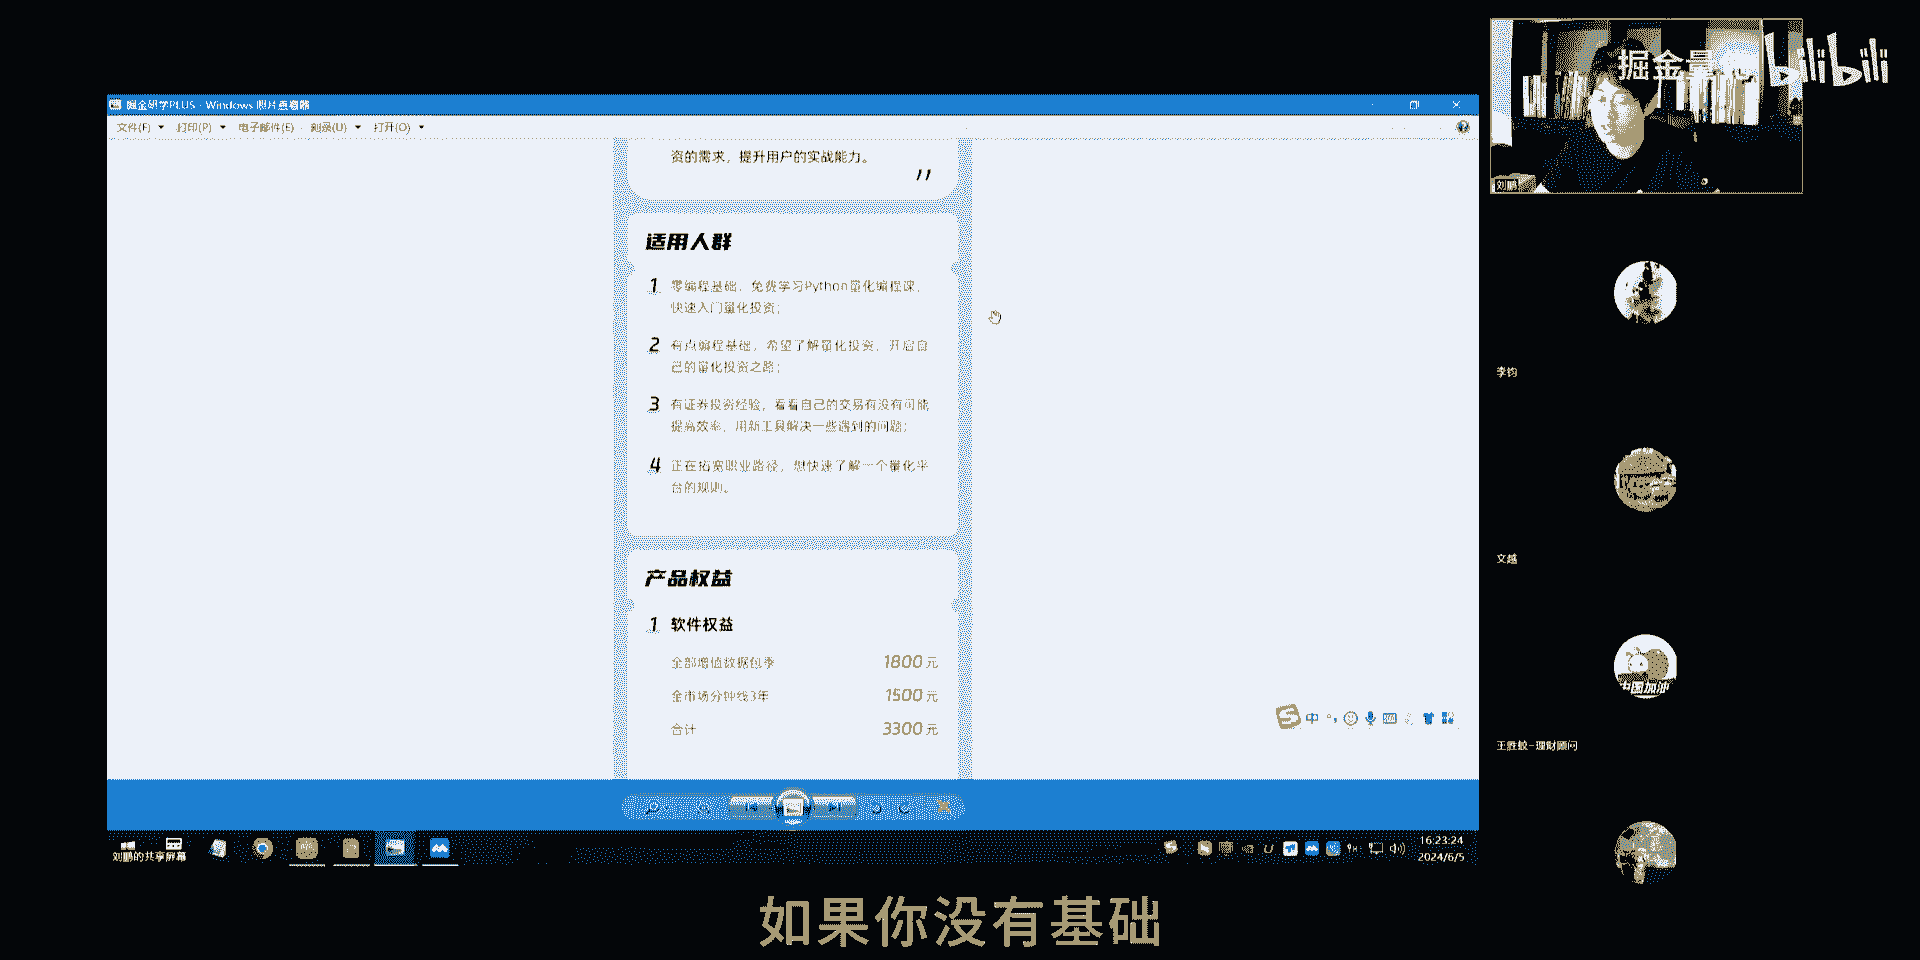 掘金量化
bilibili
掘金研学PLUS - Windows 照片查看器
文件(F) 打印(P) 电子邮件(E) 刻录(U) 打开(O)
资的需求，提升用户的实战能力。
适用人群
1 零编程基础，免费学习Python量化编程课，
快速入门量化投资；
2 有点编程基础，希望了解量化投资，开启自
己的量化投资之路；
3 有证券投资经验，看看自己的交易有没有可能
提高效率，用新工具解决一些遇到的问题；
4 正在拓宽职业路径，想快速了解一个量化平
台的规则。
产品权益
1 软件权益
全部增值数据包季 1800元
全市场分钟线3年 1500元
合计 3300元
中
刘鹏
李钧
文越
中国加油
理财顾问
刘鹏的共享屏幕
16:23:24
2024/6/5
如果你没有基础